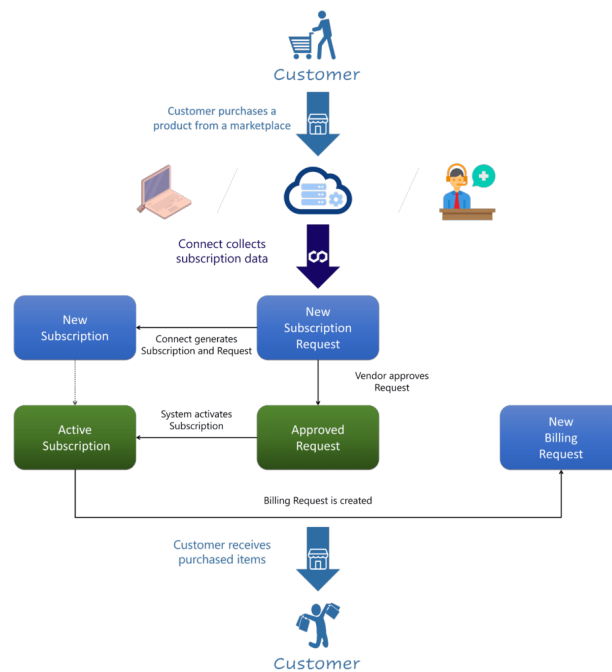 Customer
Customer purchases a
product from a marketplace
Connect collects
subscription data
New
Subscription
Connect generates
Subscription and Request
New
Subscription
Request
Vendor approves
Request
Active
Subscription
System activates
Subscription
Approved
Request
New
Billing
Request
Billing Request is created
Customer receives
purchased items
Customer